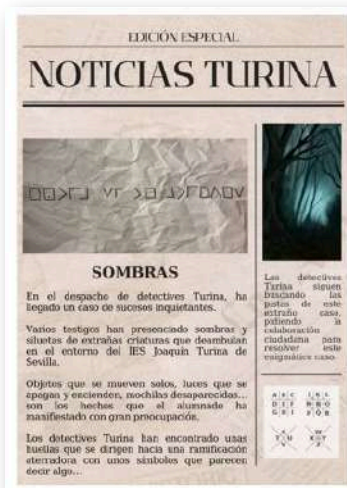 EDICIÓN ESPECIAL
NOTICIAS TURINA
SOMBRAS
En el despacho de detectives Turina, ha
llegado un caso de sucesos inquietantes.
Varios testigos han presenciado sombras y
siluetas de extrañas criaturas que deambulan
en el entorno del IES Joaquín Turina de
Sevilla.
Objetos que se mueven solos, luces que se
apagan y encienden, mochilas desaparecidas...
son los hechos que el alumnado ha
manifestado con gran preocupación.
Los detectives Turina han encontrado unas
huellas que se dirigen hacia una ramificación
aterradora con unos símbolos que parecen
decir algo...
Los detectives
Turina siguen
buscando las
pistas de este
extraño caso,
pidiendo la
colaboración
ciudadana para
resolver este
enigmático caso.
A B C
D E F
G H I
T U